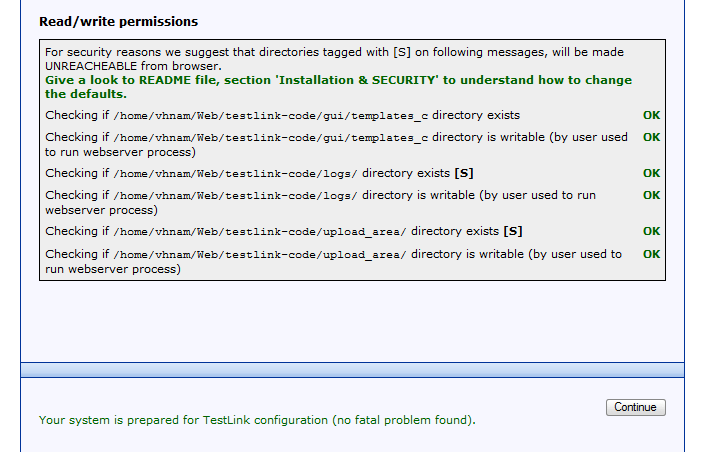 Read/write permissions
For security reasons we suggest that directories tagged with [S] on following messages, will be made
UNREACHEABLE from browser.
Give a look to README file, section 'Installation & SECURITY' to understand how to change
the defaults.
Checking if /home/vhnam/Web/testlink-code/gui/templates_c directory exists OK
Checking if /home/vhnam/Web/testlink-code/gui/templates_c directory is writable (by user used OK
to run webserver process)
Checking if /home/vhnam/Web/testlink-code/logs/ directory exists [S] OK
Checking if /home/vhnam/Web/testlink-code/logs/ directory is writable (by user used to run OK
webserver process)
Checking if /home/vhnam/Web/testlink-code/upload_area/ directory exists [S] OK
Checking if /home/vhnam/Web/testlink-code/upload_area/ directory is writable (by user used to OK
run webserver process)
Continue
Your system is prepared for TestLink configuration (no fatal problem found).